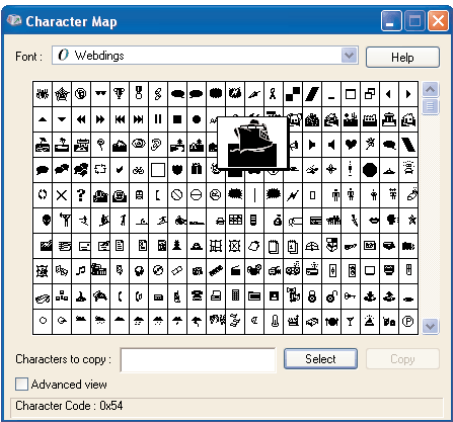 Character Map
Font : O Webdings Help
Characters to copy : Select Copy
Advanced view
Character Code : 0x54